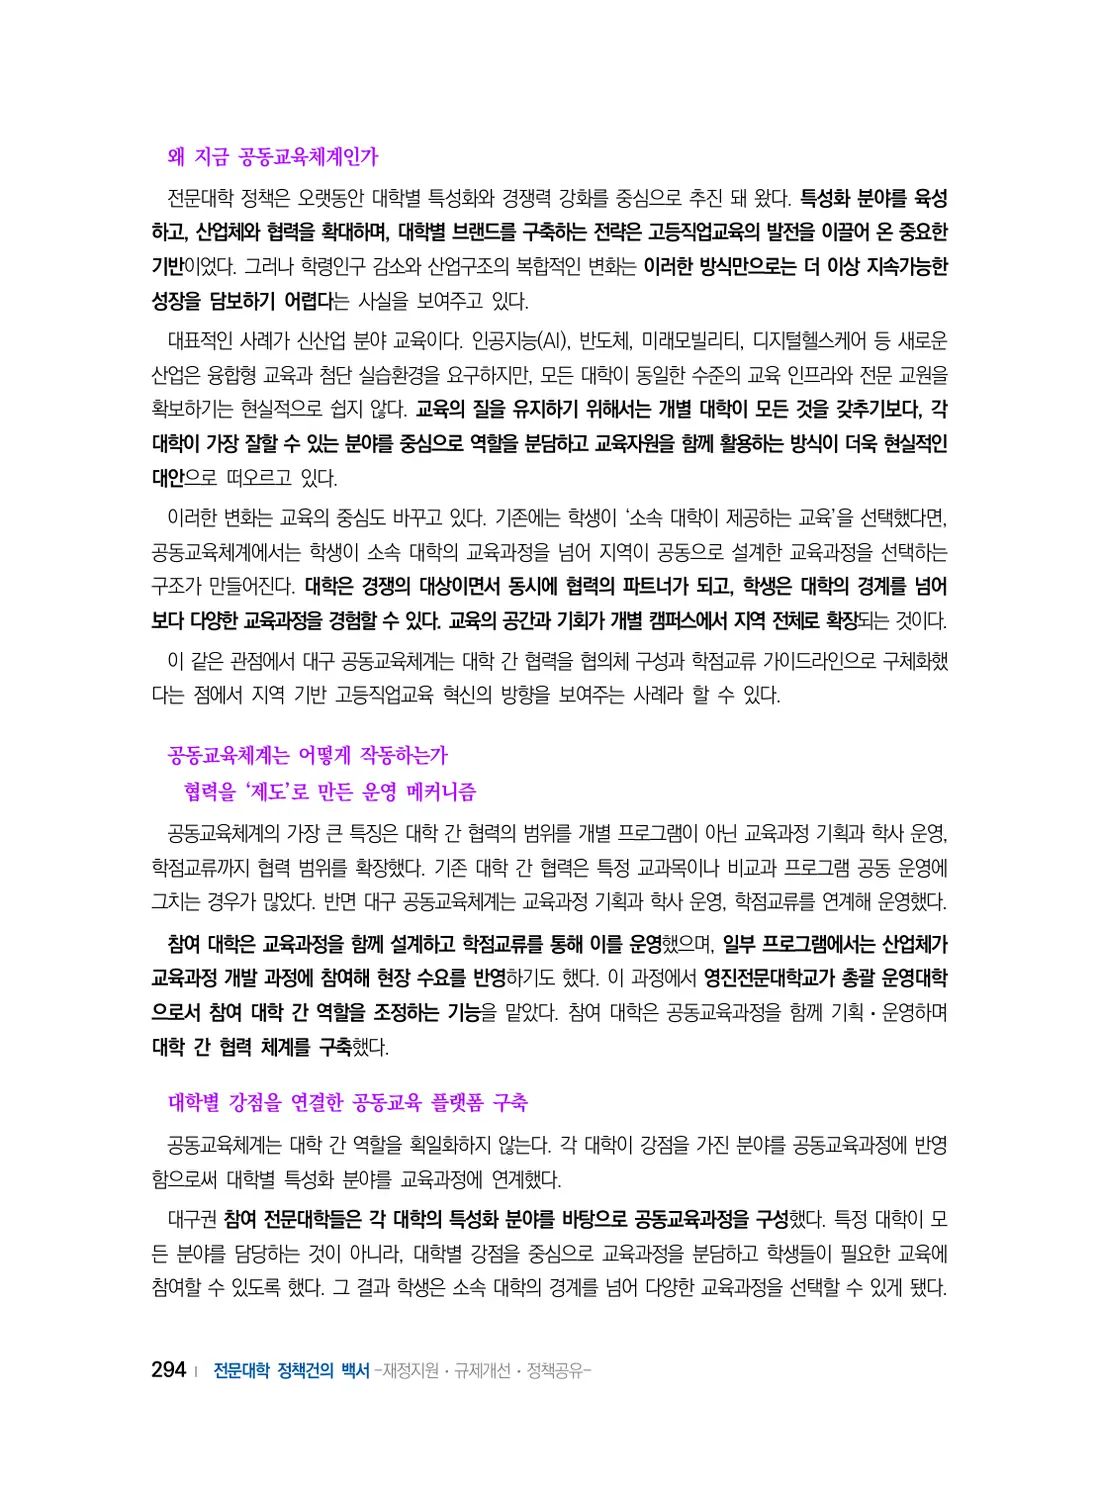 왜 지금 공동교육체계인가
전문대학 정책은 오랫동안 대학별 특성화와 경쟁력 강화를 중심으로 추진 돼 왔다. 특성화 분야를 육성
하고, 산업체와 협력을 확대하며, 대학별 브랜드를 구축하는 전략은 고등직업교육의 발전을 이끌어 온 중요한
기반이었다. 그러나 학령인구 감소와 산업구조의 복합적인 변화는 이러한 방식만으로는 더 이상 지속가능한
성장을 담보하기 어렵다는 사실을 보여주고 있다.
대표적인 사례가 신산업 분야 교육이다. 인공지능(AI), 반도체, 미래모빌리티, 디지털헬스케어 등 새로운
산업은 융합형 교육과 첨단 실습환경을 요구하지만, 모든 대학이 동일한 수준의 교육 인프라와 전문 교원을
확보하기는 현실적으로 쉽지 않다. 교육의 질을 유지하기 위해서는 개별 대학이 모든 것을 갖추기보다, 각
대학이 가장 잘할 수 있는 분야를 중심으로 역할을 분담하고 교육자원을 함께 활용하는 방식이 더욱 현실적인
대안으로 떠오르고 있다.
이러한 변화는 교육의 중심도 바꾸고 있다. 기존에는 학생이 ‘소속 대학이 제공하는 교육’을 선택했다면,
공동교육체계에서는 학생이 소속 대학의 교육과정을 넘어 지역이 공동으로 설계한 교육과정을 선택하는
구조가 만들어진다. 대학은 경쟁의 대상이면서 동시에 협력의 파트너가 되고, 학생은 대학의 경계를 넘어
보다 다양한 교육과정을 경험할 수 있다. 교육의 공간과 기회가 개별 캠퍼스에서 지역 전체로 확장되는 것이다.
이 같은 관점에서 대구 공동교육체계는 대학 간 협력을 협의체 구성과 학점교류 가이드라인으로 구체화했
다는 점에서 지역 기반 고등직업교육 혁신의 방향을 보여주는 사례라 할 수 있다.
공동교육체계는 어떻게 작동하는가
협력을 ‘제도’로 만든 운영 메커니즘
공동교육체계의 가장 큰 특징은 대학 간 협력의 범위를 개별 프로그램이 아닌 교육과정 기획과 학사 운영,
학점교류까지 협력 범위를 확장했다. 기존 대학 간 협력은 특정 교과목이나 비교과 프로그램 공동 운영에
그치는 경우가 많았다. 반면 대구 공동교육체계는 교육과정 기획과 학사 운영, 학점교류를 연계해 운영했다.
참여 대학은 교육과정을 함께 설계하고 학점교류를 통해 이를 운영했으며, 일부 프로그램에서는 산업체가
교육과정 개발 과정에 참여해 현장 수요를 반영하기도 했다. 이 과정에서 영진전문대학교가 총괄 운영대학
으로서 참여 대학 간 역할을 조정하는 기능을 맡았다. 참여 대학은 공동교육과정을 함께 기획·운영하며
대학 간 협력 체계를 구축했다.
대학별 강점을 연결한 공동교육 플랫폼 구축
공동교육체계는 대학 간 역할을 획일화하지 않는다. 각 대학이 강점을 가진 분야를 공동교육과정에 반영
함으로써 대학별 특성화 분야를 교육과정에 연계했다.
대구권 참여 전문대학들은 각 대학의 특성화 분야를 바탕으로 공동교육과정을 구성했다. 특정 대학이 모
든 분야를 담당하는 것이 아니라, 대학별 강점을 중심으로 교육과정을 분담하고 학생들이 필요한 교육에
참여할 수 있도록 했다. 그 결과 학생은 소속 대학의 경계를 넘어 다양한 교육과정을 선택할 수 있게 됐다.
294 | 전문대학 정책건의 백서 -재정지원·규제개선·정책공유-